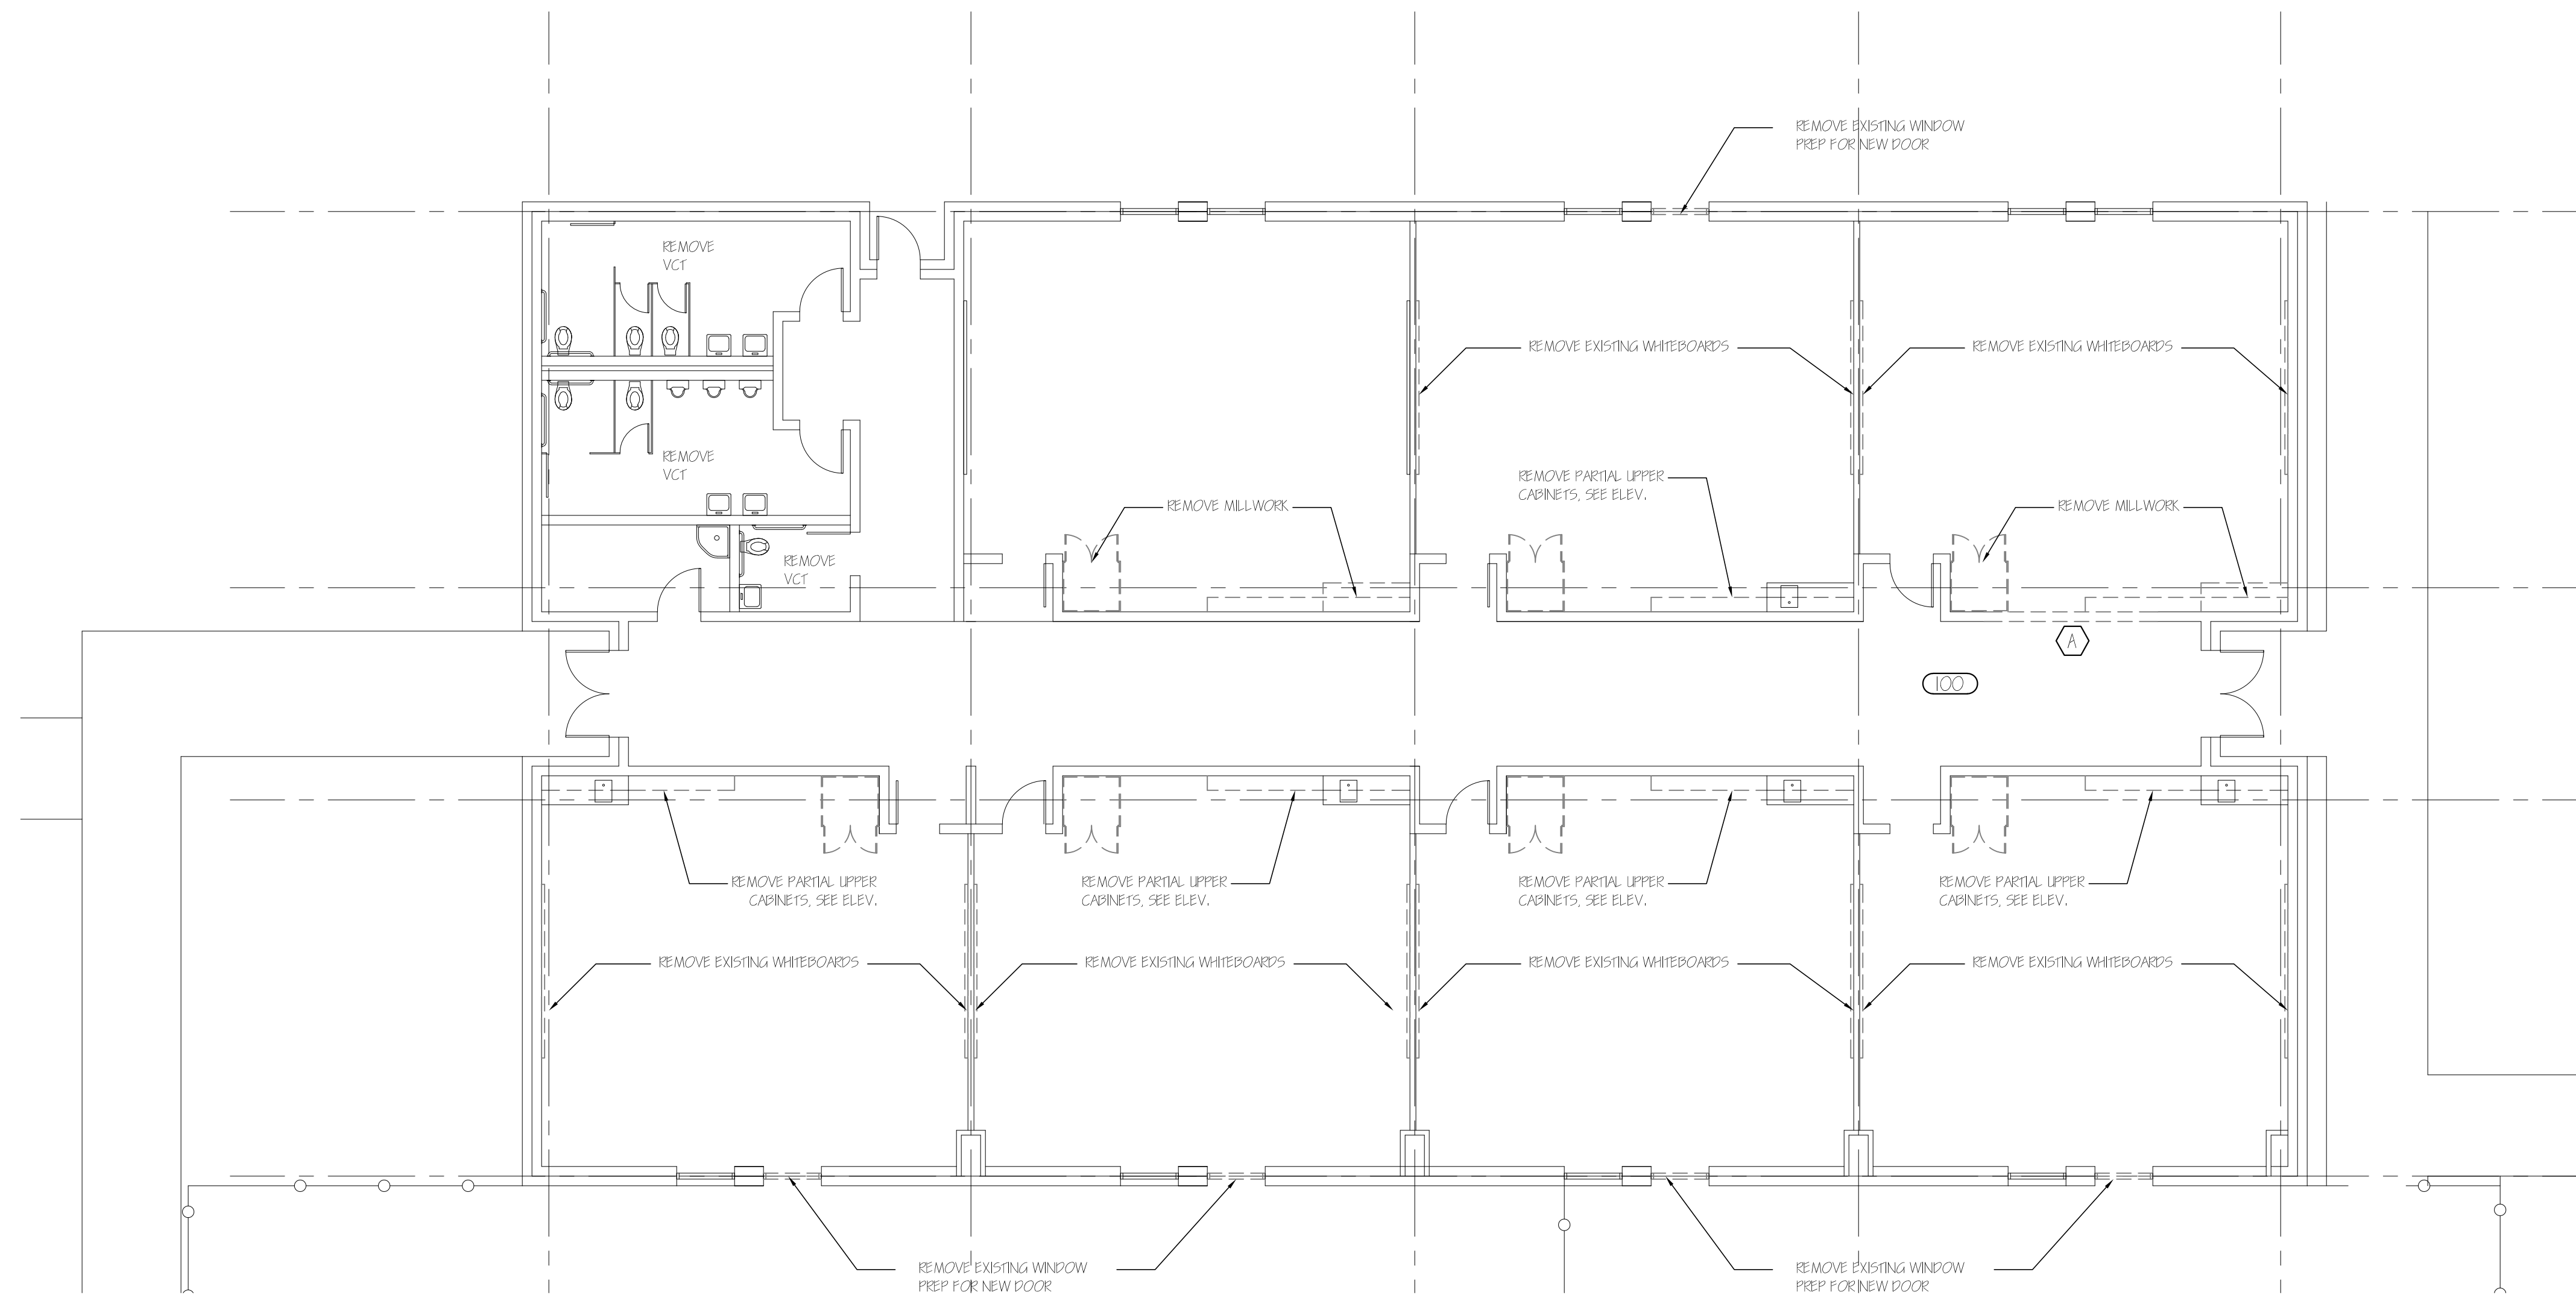 REMOVE EXISTING WINDOW
PREP FOR NEW DOOR
REMOVE
VCT
REMOVE EXISTING WHITEBOARDS
REMOVE EXISTING WHITEBOARDS
REMOVE
VCT
REMOVE PARTIAL UPPER
CABINETS, SEE ELEV.
REMOVE MILLWORK
REMOVE MILLWORK
REMOVE
VCT
A
100
REMOVE PARTIAL UPPER
CABINETS, SEE ELEV.
REMOVE PARTIAL UPPER
CABINETS, SEE ELEV.
REMOVE PARTIAL UPPER
CABINETS, SEE ELEV.
REMOVE PARTIAL UPPER
CABINETS, SEE ELEV.
REMOVE EXISTING WHITEBOARDS
REMOVE EXISTING WHITEBOARDS
REMOVE EXISTING WHITEBOARDS
REMOVE EXISTING WHITEBOARDS
REMOVE EXISTING WINDOW
PREP FOR NEW DOOR
REMOVE EXISTING WINDOW
PREP FOR NEW DOOR